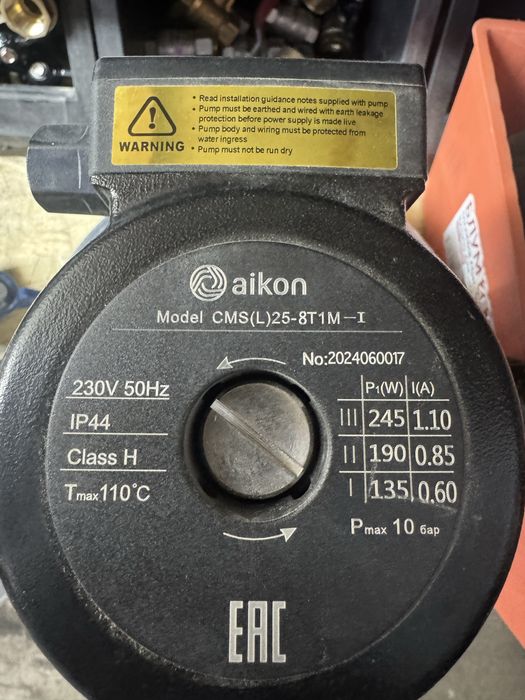 • Read installation guidance notes supplied with pump
• Pump must be earthed and wired with earth leakage
protection before power supply is made live
• Pump body and wiring must be protected from
water ingress
• Pump must not be run dry
WARNING
aikon
Model CMS(L)25-8T1M-I
No:2024060017
230V 50Hz
IP44
Class H
Tmax110°C
P1(W) I(A)
III 245 1.10
II 190 0.85
I 135 0.60
Pmax 10 бар
EAC